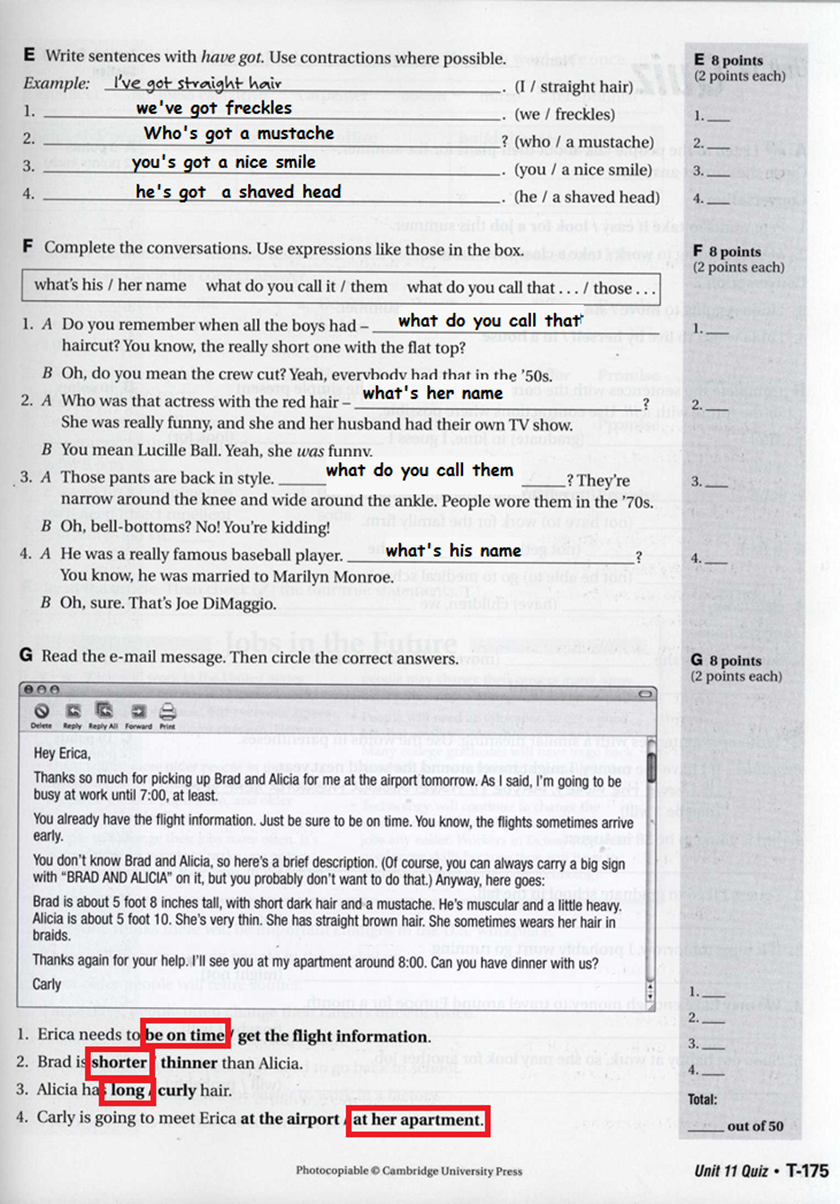 E Write sentences with have got. Use contractions where possible.
Example: I've got straight hair. (I / straight hair)
1. we've got freckles. (we / freckles)
2. Who's got a mustache? (who / a mustache)
3. you's got a nice smile. (you / a nice smile)
4. he's got a shaved head. (he / a shaved head)
E 8 points
(2 points each)
1.
2.
3.
4.
F Complete the conversations. Use expressions like those in the box.
what's his / her name what do you call it / them what do you call that . . . / those . . .
1. A Do you remember when all the boys had – what do you call that
haircut? You know, the really short one with the flat top?
B Oh, do you mean the crew cut? Yeah, everybody had that in the '50s.
2. A Who was that actress with the red hair – what's her name?
She was really funny, and she and her husband had their own TV show.
B You mean Lucille Ball. Yeah, she was funny.
3. A Those pants are back in style. what do you call them? They're
narrow around the knee and wide around the ankle. People wore them in the '70s.
B Oh, bell-bottoms? No! You're kidding!
4. A He was a really famous baseball player. what's his name?
You know, he was married to Marilyn Monroe.
B Oh, sure. That's Joe DiMaggio.
F 8 points
(2 points each)
1.
2.
3.
4.
G Read the e-mail message. Then circle the correct answers.
Delete Reply Reply All Forward Print
Hey Erica,
Thanks so much for picking up Brad and Alicia for me at the airport tomorrow. As I said, I'm going to be
busy at work until 7:00, at least.
You already have the flight information. Just be sure to be on time. You know, the flights sometimes arrive
early.
You don't know Brad and Alicia, so here's a brief description. (Of course, you can always carry a big sign
with "BRAD AND ALICIA" on it, but you probably don't want to do that.) Anyway, here goes:
Brad is about 5 foot 8 inches tall, with short dark hair and a mustache. He's muscular and a little heavy.
Alicia is about 5 foot 10. She's very thin. She has straight brown hair. She sometimes wears her hair in
braids.
Thanks again for your help. I'll see you at my apartment around 8:00. Can you have dinner with us?
Carly
1. Erica needs to be on time / get the flight information.
2. Brad is shorter / thinner than Alicia.
3. Alicia has long / curly hair.
4. Carly is going to meet Erica at the airport / at her apartment.
G 8 points
(2 points each)
1.
2.
3.
4.
Total:
out of 50
Photocopiable © Cambridge University Press
Unit 11 Quiz • T-175